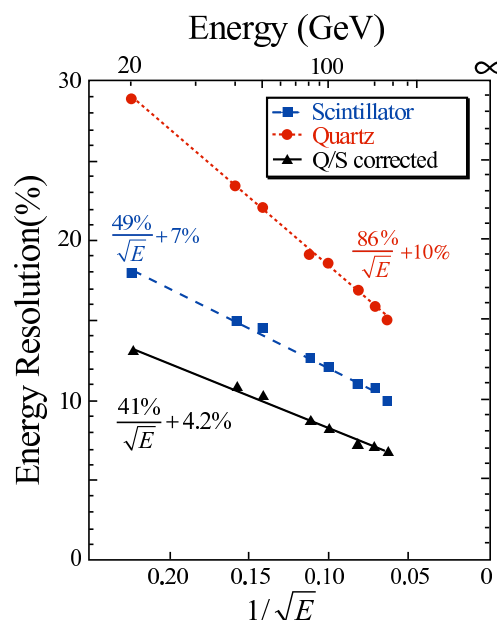 Energy (GeV)
20 100 ∞
30
20
10
0
Energy Resolution(%)
Scintillator
Quartz
Q/S corrected
49%/√E + 7%
86%/√E +10%
41%/√E + 4.2%
0.20 0.15 0.10 0.05 0
1/√E